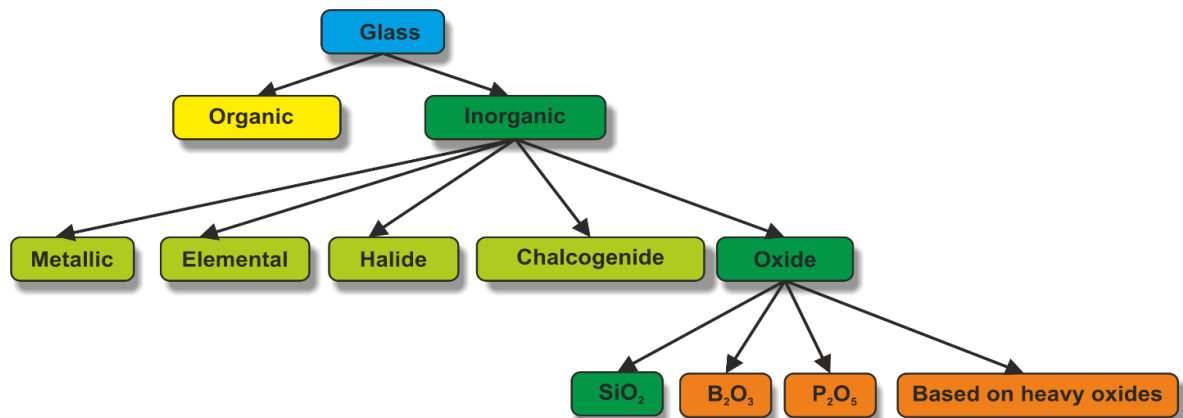 Glass
Organic
Inorganic
Metallic
Elemental
Halide
Chalcogenide
Oxide
SiO₂
B₂O₃
P₂O₅
Based on heavy oxides